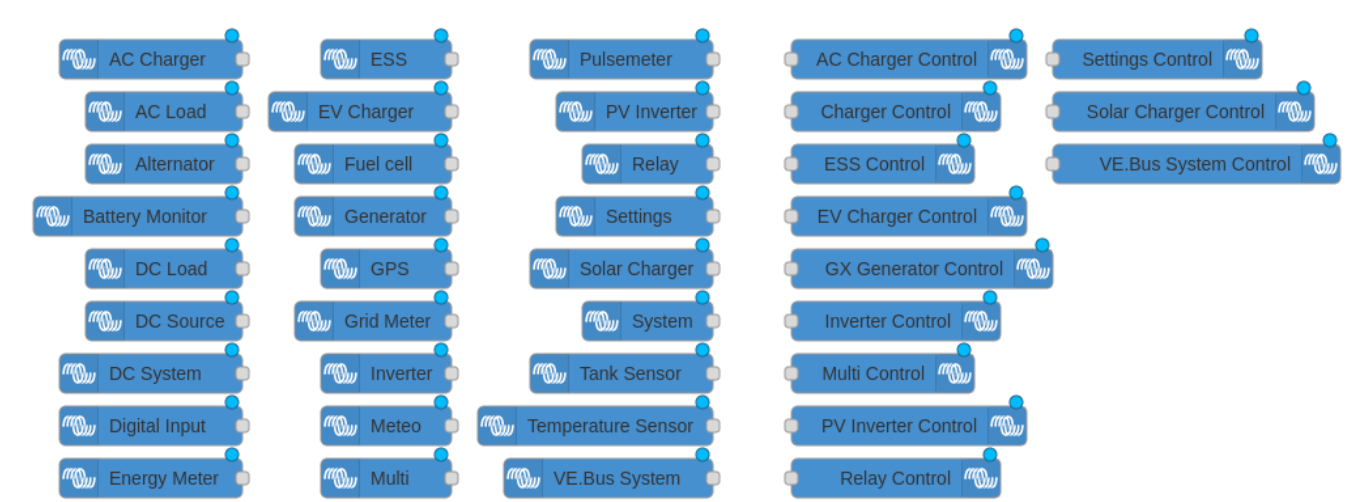 AC Charger
AC Load
Alternator
Battery Monitor
DC Load
DC Source
DC System
Digital Input
Energy Meter
ESS
EV Charger
Fuel cell
Generator
GPS
Grid Meter
Inverter
Meteo
Multi
Pulsemeter
PV Inverter
Relay
Settings
Solar Charger
System
Tank Sensor
Temperature Sensor
VE.Bus System
AC Charger Control
Charger Control
ESS Control
EV Charger Control
GX Generator Control
Inverter Control
Multi Control
PV Inverter Control
Relay Control
Settings Control
Solar Charger Control
VE.Bus System Control